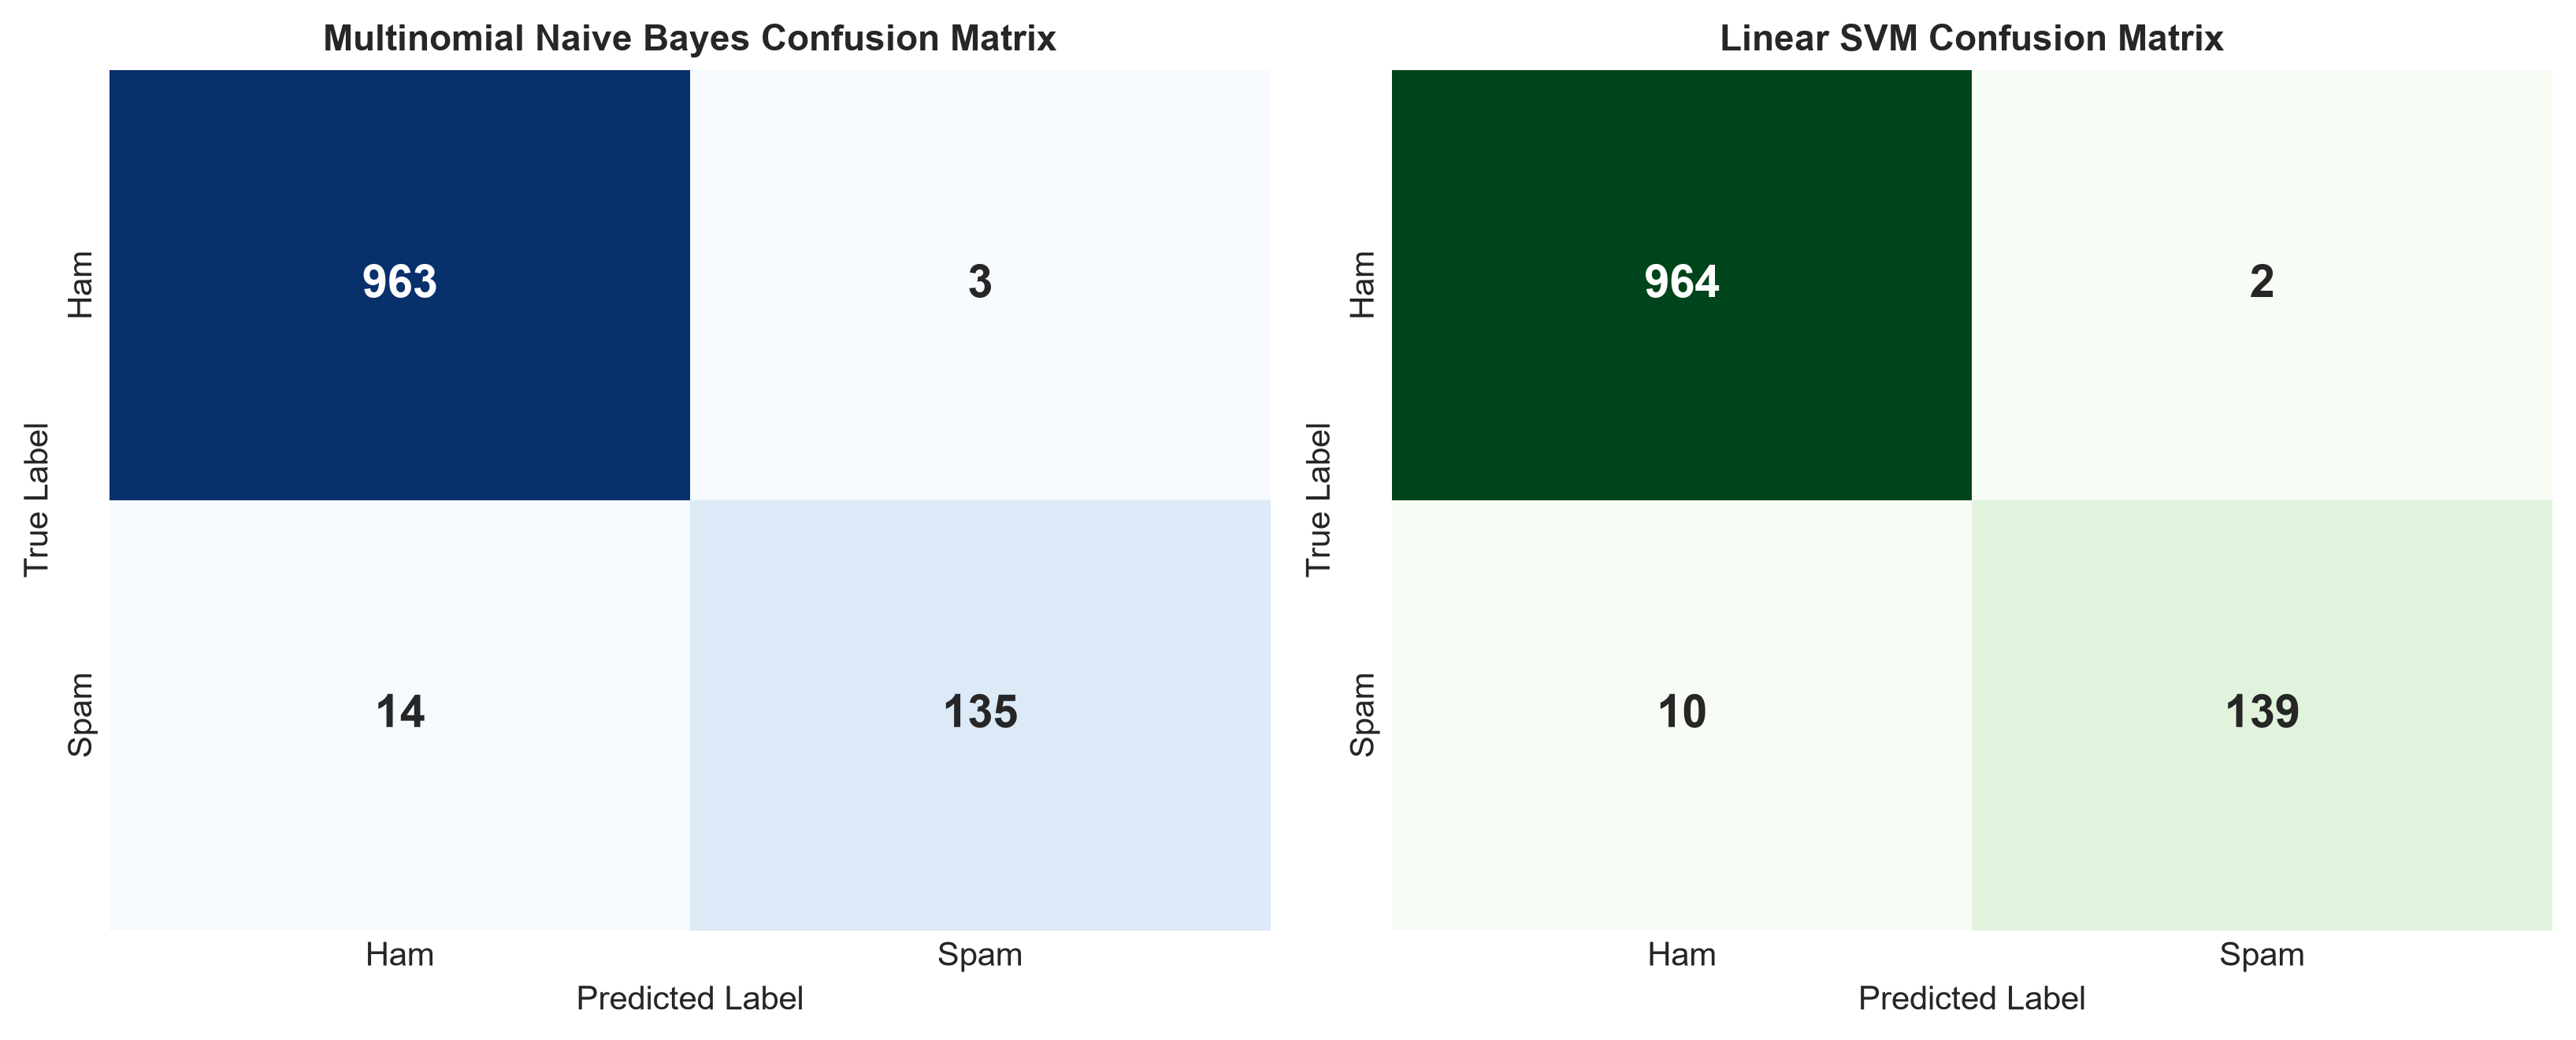 Multinomial Naive Bayes Confusion Matrix
True Label
Ham
963
3
Spam
14
135
Ham
Spam
Predicted Label
Linear SVM Confusion Matrix
True Label
Ham
964
2
Spam
10
139
Ham
Spam
Predicted Label